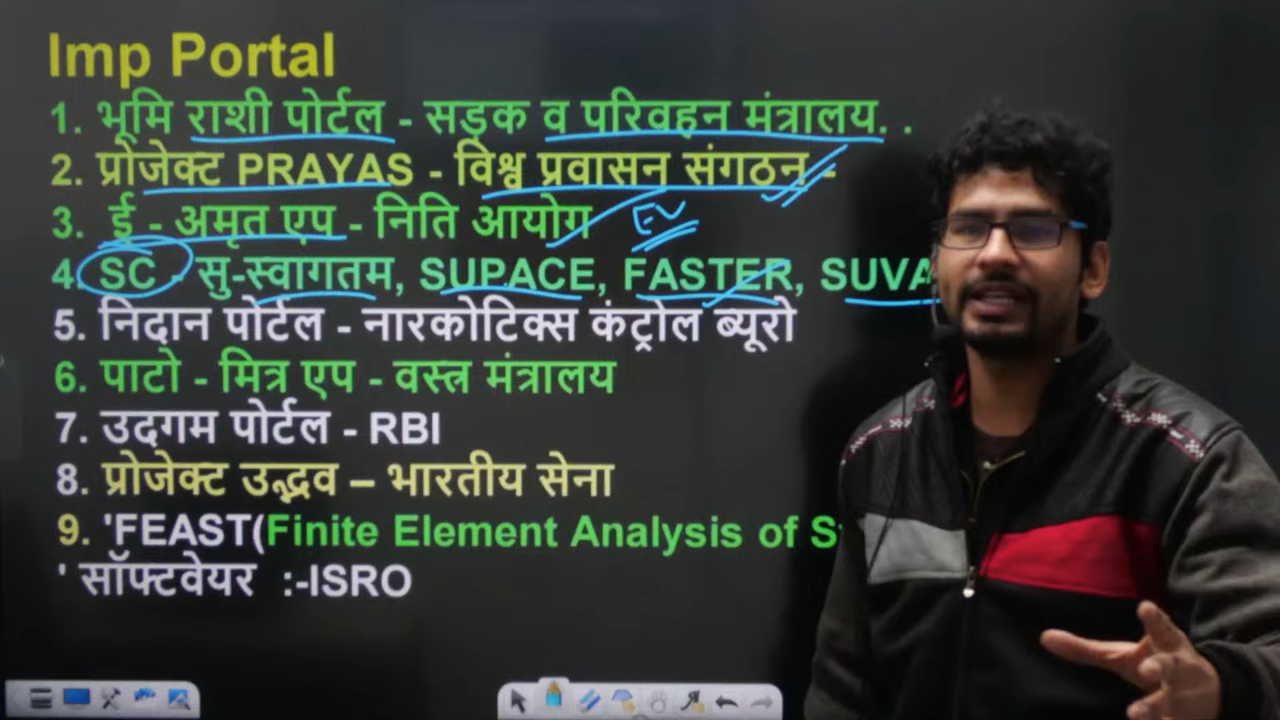 Imp Portal
1. भूमि राशी पोर्टल - सड़क व परिवहन मंत्रालय. .
2. प्रोजेक्ट PRAYAS - विश्व प्रवासन संगठन -
3. ई - अमृत एप - निति आयोग EV
4. SC - सु-स्वागतम, SUPACE, FASTER,
5. निदान पोर्टल - नारकोटिक्स कंट्रोल ब्यूरो
6. पाटो - मित्र एप - वस्त्र मंत्रालय
7. उदगम पोर्टल - RBI
8. प्रोजेक्ट उद्भव – भारतीय सेना
9. 'FEAST(Finite Element Analysis of
' सॉफ्टवेयर :-ISRO